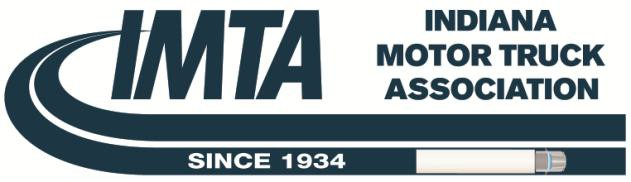 IMTA
INDIANA
MOTOR TRUCK
ASSOCIATION
SINCE 1934